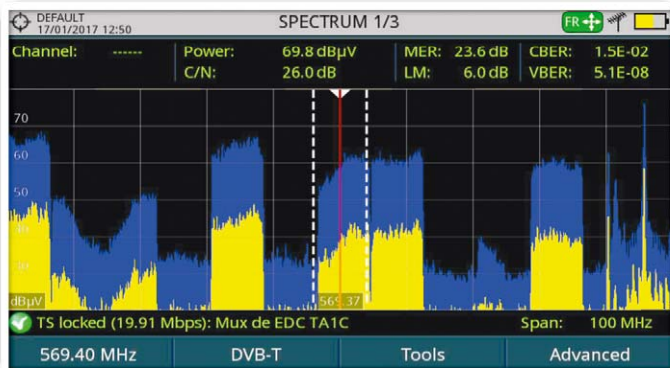 DEFAULT
17/01/2017 12:50
SPECTRUM 1/3
FR
Channel: ------ Power: 69.8 dBµV MER: 23.6 dB CBER: 1.5E-02
C/N: 26.0 dB LM: 6.0 dB VBER: 5.1E-08
70
60
50
dBµV 569.37
TS locked (19.91 Mbps): Mux de EDC TA1C Span: 100 MHz
569.40 MHz DVB-T Tools Advanced